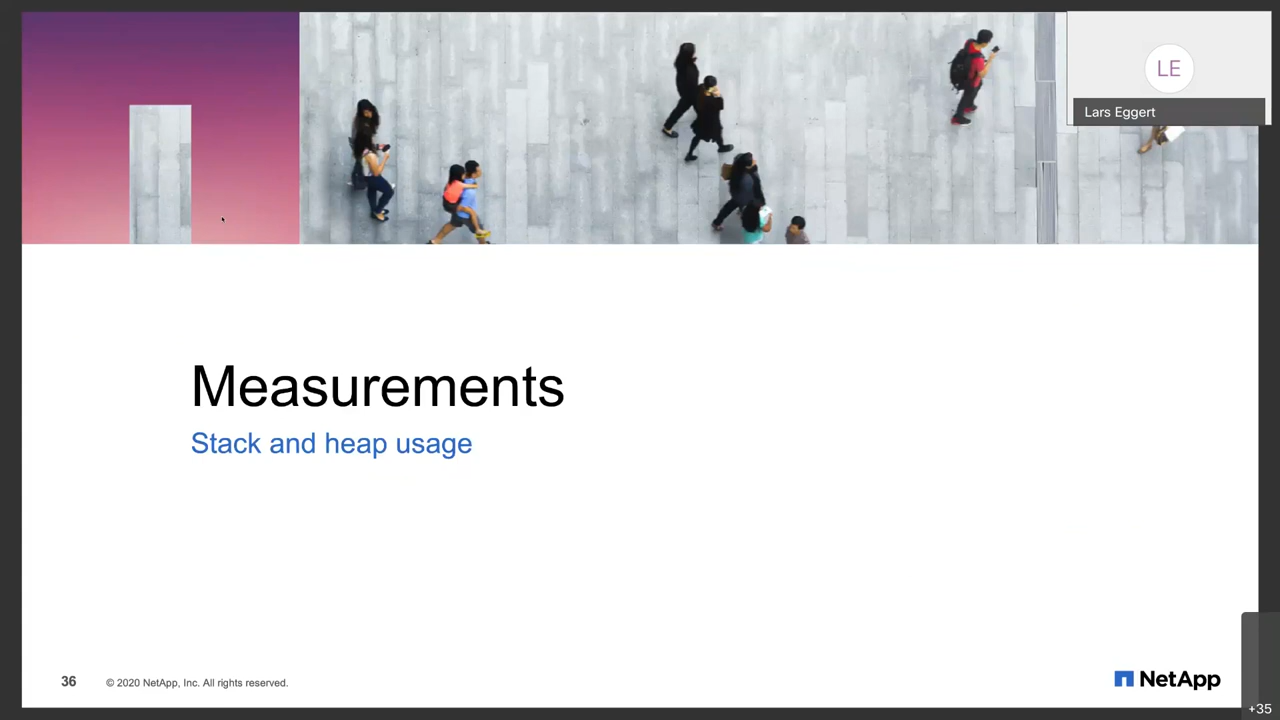 LE
Lars Eggert
Measurements
Stack and heap usage
36
© 2020 NetApp, Inc. All rights reserved.
NetApp
+35